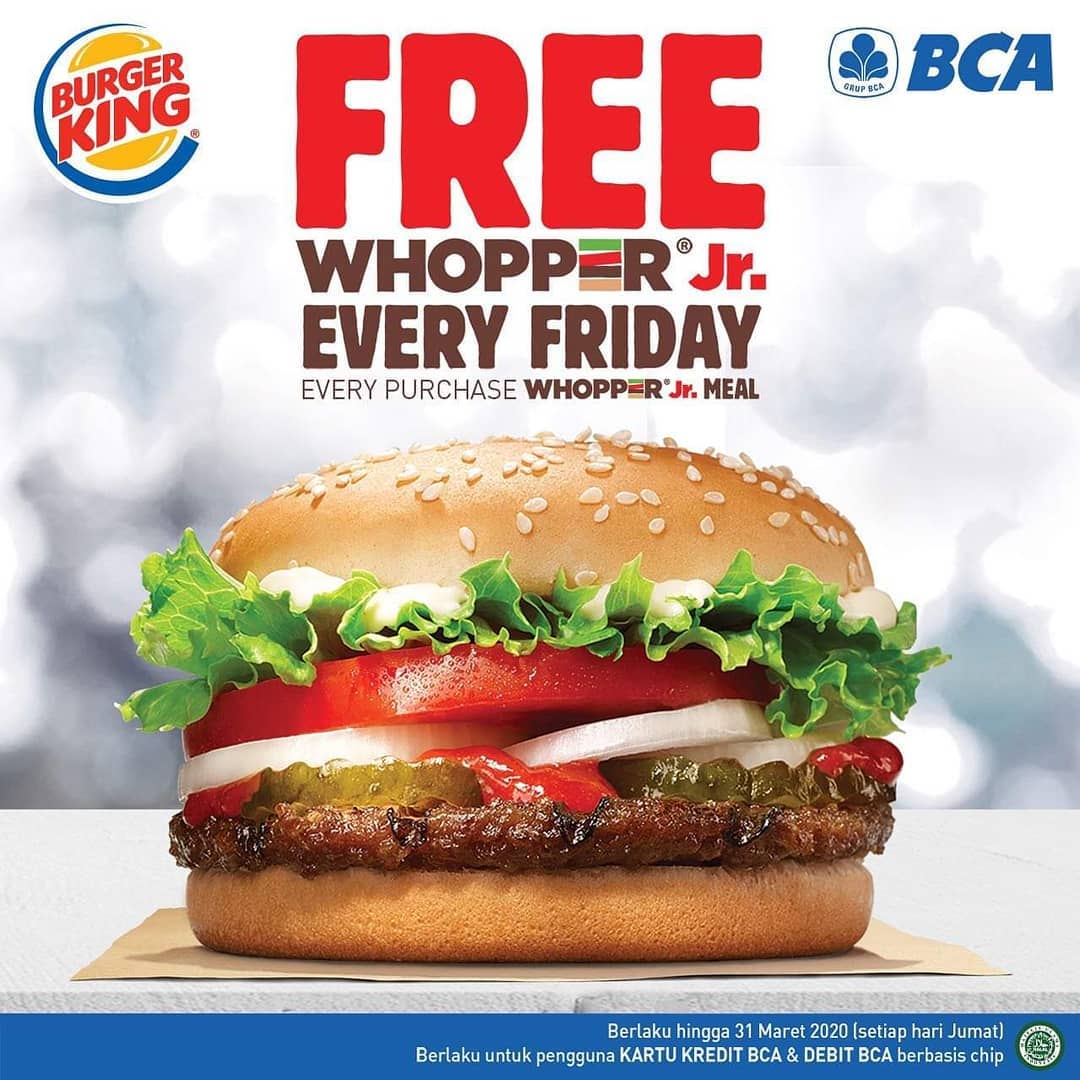 BURGER
KING®
FREE
GRUP BCA
BCA
WHOPPER® Jr.
EVERY FRIDAY
EVERY PURCHASE WHOPPER® Jr. MEAL
Berlaku hingga 31 Maret 2020 (setiap hari Jumat)
Berlaku untuk pengguna KARTU KREDIT BCA & DEBIT BCA berbasis chip